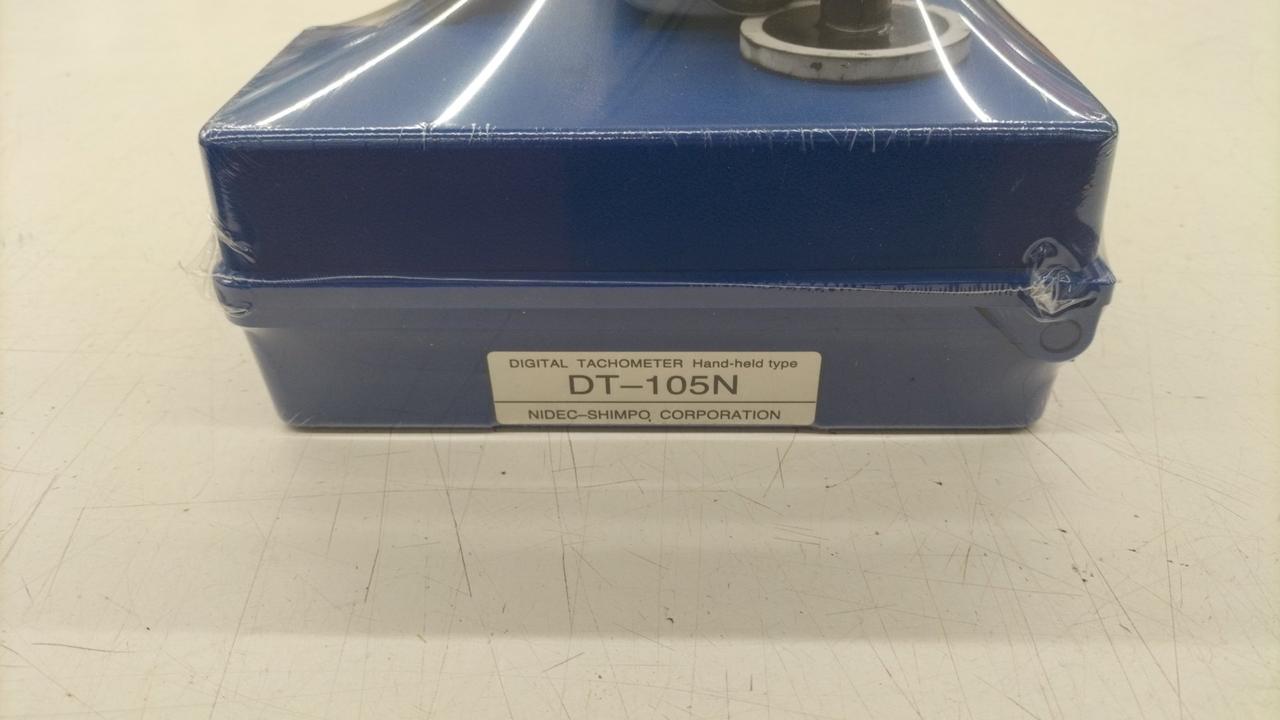 DIGITAL TACHOMETER Hand-held type
DT–105N
NIDEC–SHIMPO CORPORATION